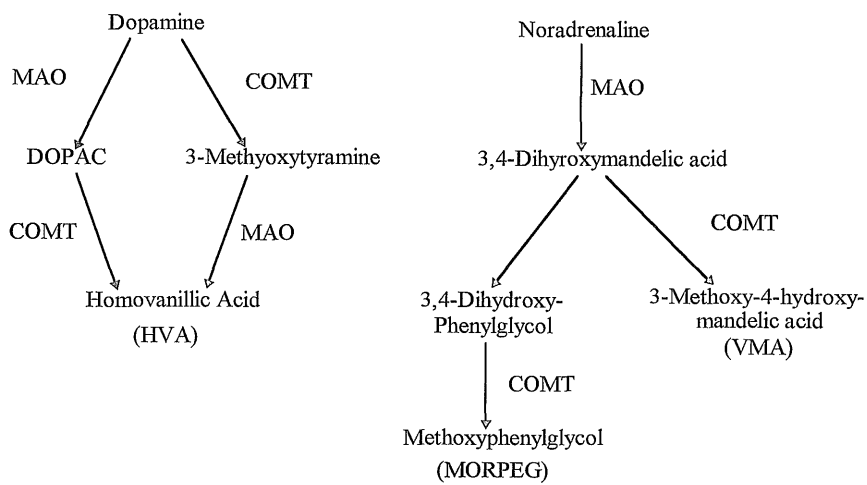 Dopamine
MAO
COMT
DOPAC
3-Methyoxytyramine
COMT
MAO
Homovanillic Acid
(HVA)
Noradrenaline
MAO
3,4-Dihyroxymandelic acid
COMT
3,4-Dihydroxy-
Phenylglycol
3-Methoxy-4-hydroxy-
mandelic acid
(VMA)
COMT
Methoxyphenylglycol
(MORPEG)